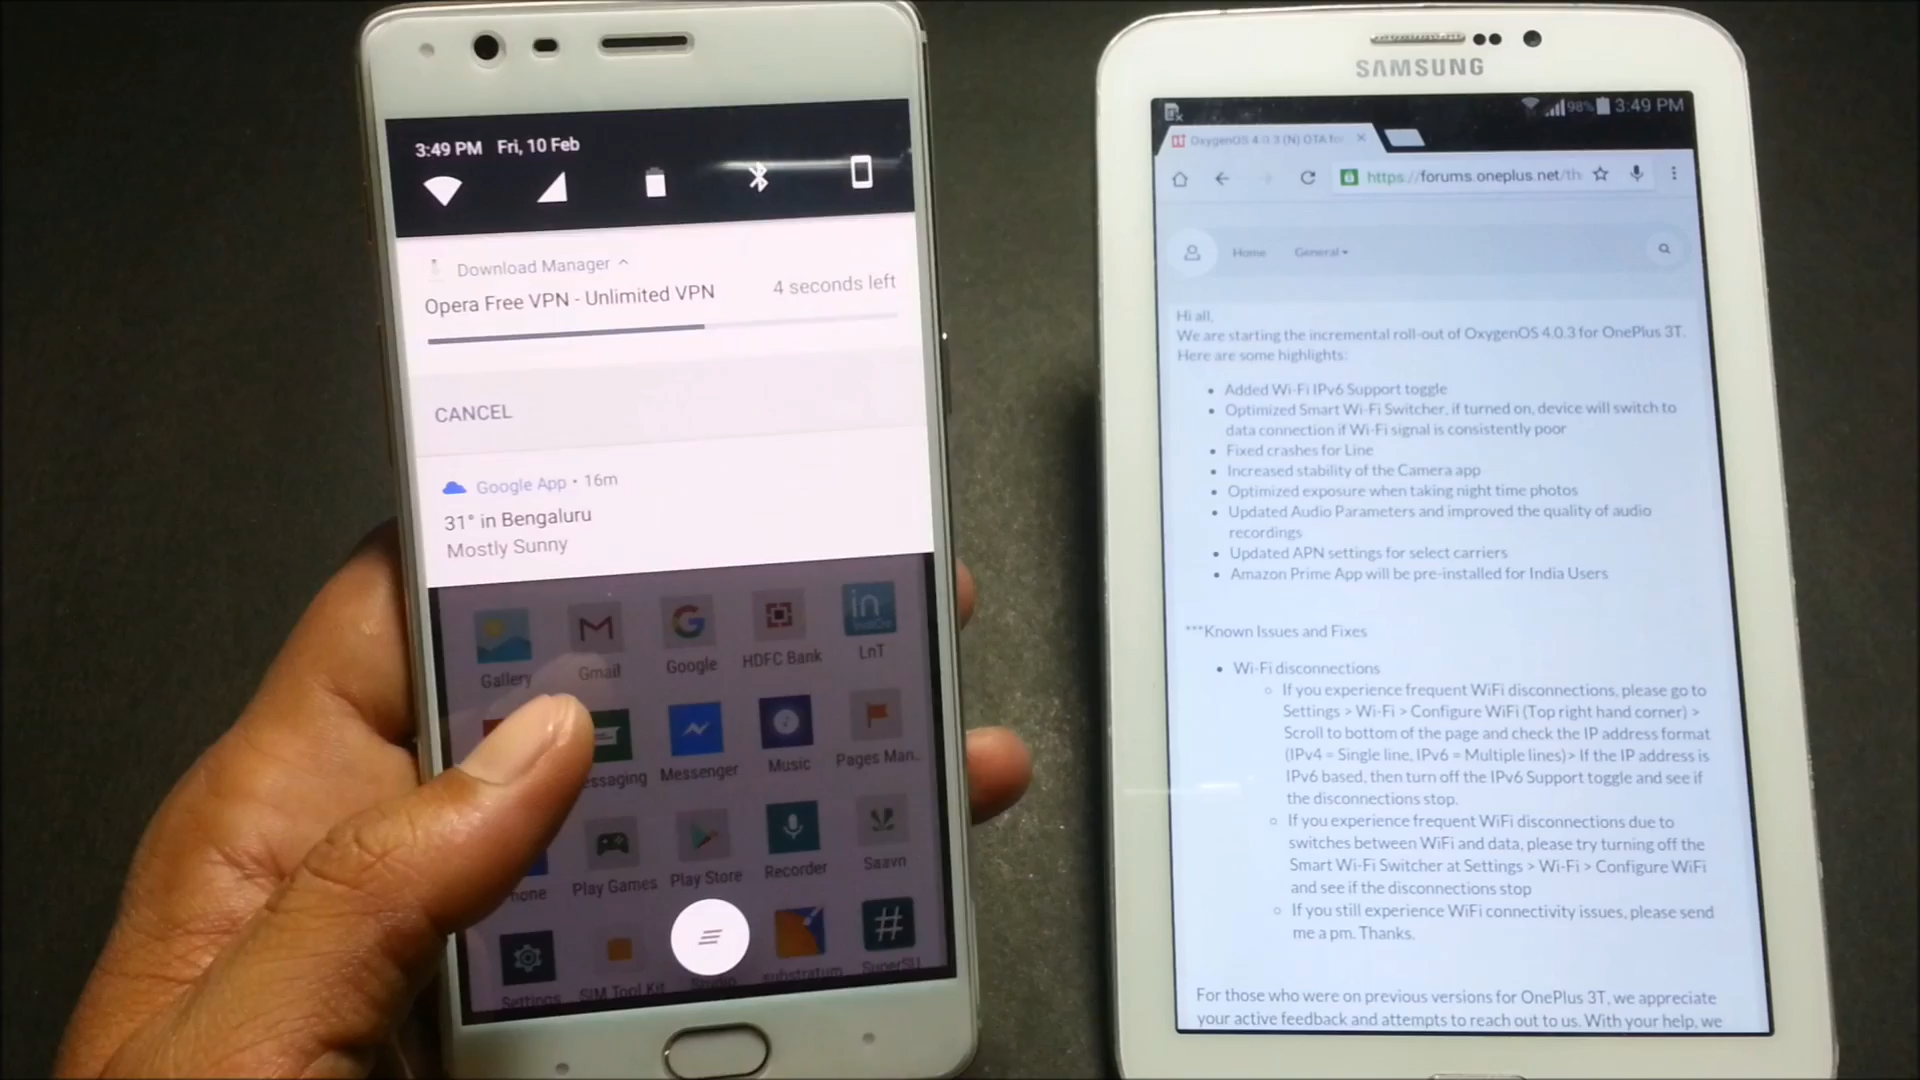 3:49 PM Fri, 10 Feb
Download Manager
Opera Free VPN - Unlimited VPN
4 seconds left
CANCEL
Google App • 16m
31° in Bengaluru
Mostly Sunny
Gallery
Gmail
Google
HDFC Bank
LnT
ssaging
Messenger
Music
Pages Man..
hone
Play Games
Play Store
Recorder
Saavn
Settings
SIM Tool Kit
substratum
SuperSU
SAMSUNG
98% 3:49 PM
OxygenOS 4.0.3 (N) OTA for
https://forums.oneplus.net/th
Home
General
Hi all,
We are starting the incremental roll-out of OxygenOS 4.0.3 for OnePlus 3T.
Here are some highlights:
• Added Wi-Fi IPv6 Support toggle
• Optimized Smart Wi-Fi Switcher, if turned on, device will switch to
data connection if Wi-Fi signal is consistently poor
• Fixed crashes for Line
• Increased stability of the Camera app
• Optimized exposure when taking night time photos
• Updated Audio Parameters and improved the quality of audio
recordings
• Updated APN settings for select carriers
• Amazon Prime App will be pre-installed for India Users
***Known Issues and Fixes
• Wi-Fi disconnections
○ If you experience frequent WiFi disconnections, please go to
Settings > Wi-Fi > Configure WiFi (Top right hand corner) >
Scroll to bottom of the page and check the IP address format
(IPv4 = Single line, IPv6 = Multiple lines)> If the IP address is
IPv6 based, then turn off the IPv6 Support toggle and see if
the disconnections stop.
○ If you experience frequent WiFi disconnections due to
switches between WiFi and data, please try turning off the
Smart Wi-Fi Switcher at Settings > Wi-Fi > Configure WiFi
and see if the disconnections stop
○ If you still experience WiFi connectivity issues, please send
me a pm. Thanks.
For those who were on previous versions for OnePlus 3T, we appreciate
your active feedback and attempts to reach out to us. With your help, we